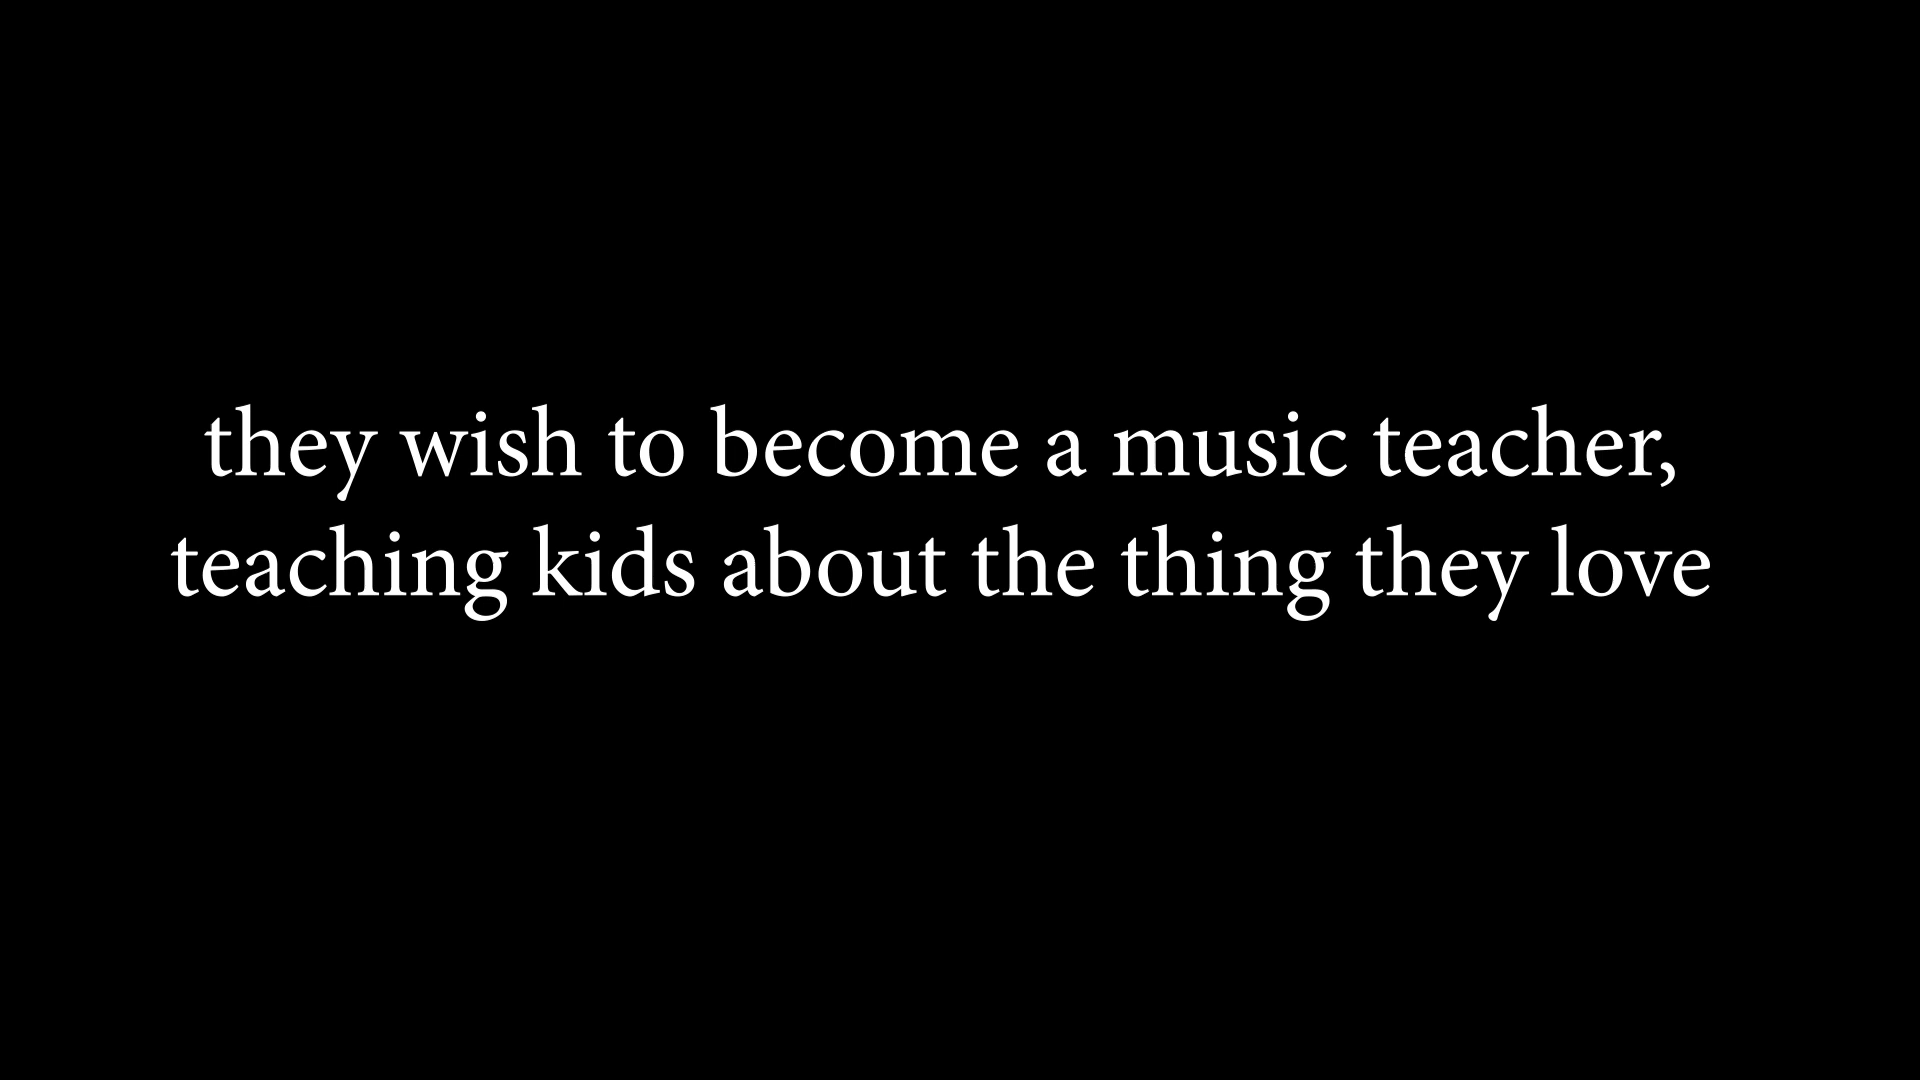 they wish to become a music teacher,
teaching kids about the thing they love